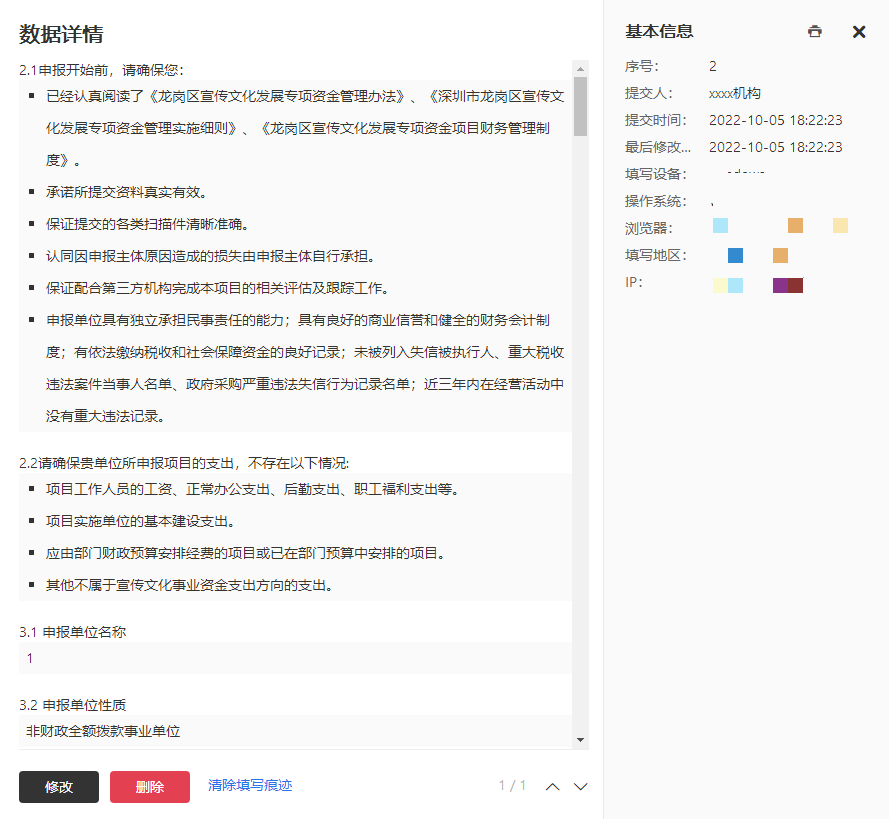 数据详情
2.1申报开始前，请确保您：
已经认真阅读了《龙岗区宣传文化发展专项资金管理办法》、《深圳市龙岗区宣传文
化发展专项资金管理实施细则》、《龙岗区宣传文化发展专项资金项目财务管理制
度》。
承诺所提交资料真实有效。
保证提交的各类扫描件清晰准确。
认同因申报主体原因造成的损失由申报主体自行承担。
保证配合第三方机构完成本项目的相关评估及跟踪工作。
申报单位具有独立承担民事责任的能力；具有良好的商业信誉和健全的财务会计制
度；有依法缴纳税收和社会保障资金的良好记录；未被列入失信被执行人、重大税收
违法案件当事人名单、政府采购严重违法失信行为记录名单；近三年内在经营活动中
没有重大违法记录。
2.2请确保贵单位所申报项目的支出，不存在以下情况:
项目工作人员的工资、正常办公支出、后勤支出、职工福利支出等。
项目实施单位的基本建设支出。
应由部门财政预算安排经费的项目或已在部门预算中安排的项目。
其他不属于宣传文化事业资金支出方向的支出。
3.1 申报单位名称
1
3.2 申报单位性质
非财政全额拨款事业单位
修改 删除 清除填写痕迹 1 / 1
基本信息
序号： 2
提交人： xxxx机构
提交时间： 2022-10-05 18:22:23
最后修改... 2022-10-05 18:22:23
填写设备：
操作系统：
浏览器：
填写地区：
IP：